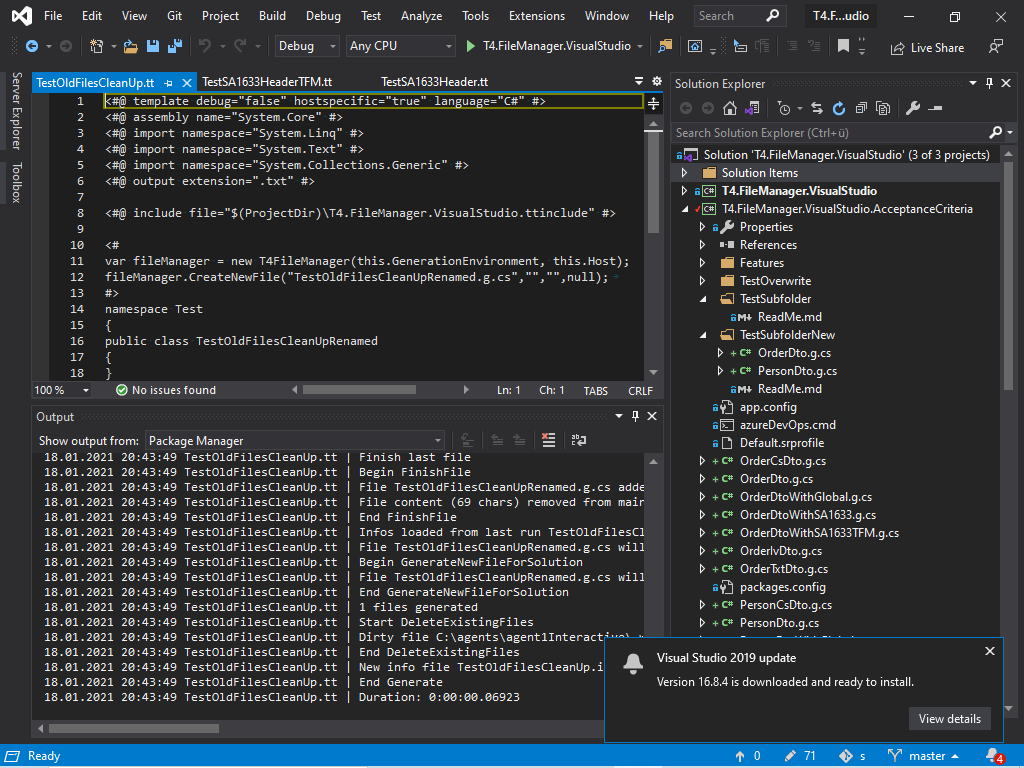 File Edit View Git Project Build Debug Test Analyze Tools Extensions Window Help Search T4.F...udio
Debug Any CPU T4.FileManager.VisualStudio Live Share
Server Explorer
Toolbox
TestOldFilesCleanUp.tt TestSA1633HeaderTFM.tt TestSA1633Header.tt
1 <#@ template debug="false" hostspecific="true" language="C#" #>
2 <#@ assembly name="System.Core" #>
3 <#@ import namespace="System.Linq" #>
4 <#@ import namespace="System.Text" #>
5 <#@ import namespace="System.Collections.Generic" #>
6 <#@ output extension=".txt" #>
7
8 <#@ include file="$(ProjectDir)\T4.FileManager.VisualStudio.ttinclude" #>
9
10 <#
11 var fileManager = new T4FileManager(this.GenerationEnvironment, this.Host);
12 fileManager.CreateNewFile("TestOldFilesCleanUpRenamed.g.cs","","",null);
13 #>
14 namespace Test
15 {
16 public class TestOldFilesCleanUpRenamed
17 {
18 }
100 % No issues found Ln: 1 Ch: 1 TABS CRLF
Output
Show output from: Package Manager
18.01.2021 20:43:49 TestOldFilesCleanUp.tt | Finish last file
18.01.2021 20:43:49 TestOldFilesCleanUp.tt | Begin FinishFile
18.01.2021 20:43:49 TestOldFilesCleanUp.tt | File TestOldFilesCleanUpRenamed.g.cs adde
18.01.2021 20:43:49 TestOldFilesCleanUp.tt | File content (69 chars) removed from main
18.01.2021 20:43:49 TestOldFilesCleanUp.tt | End FinishFile
18.01.2021 20:43:49 TestOldFilesCleanUp.tt | Infos loaded from last run TestOldFilesCl
18.01.2021 20:43:49 TestOldFilesCleanUp.tt | File TestOldFilesCleanUpRenamed.g.cs will
18.01.2021 20:43:49 TestOldFilesCleanUp.tt | Begin GenerateNewFileForSolution
18.01.2021 20:43:49 TestOldFilesCleanUp.tt | File TestOldFilesCleanUpRenamed.g.cs will
18.01.2021 20:43:49 TestOldFilesCleanUp.tt | End GenerateNewFileForSolution
18.01.2021 20:43:49 TestOldFilesCleanUp.tt | 1 files generated
18.01.2021 20:43:49 TestOldFilesCleanUp.tt | Start DeleteExistingFiles
18.01.2021 20:43:49 TestOldFilesCleanUp.tt | Dirty file C:\agents\agent1Interactive\
18.01.2021 20:43:49 TestOldFilesCleanUp.tt | End DeleteExistingFiles
18.01.2021 20:43:49 TestOldFilesCleanUp.tt | New info file TestOldFilesCleanUp.i
18.01.2021 20:43:49 TestOldFilesCleanUp.tt | End Generate
18.01.2021 20:43:49 TestOldFilesCleanUp.tt | Duration: 0:00:00.06923
Solution Explorer
Search Solution Explorer (Ctrl+ü)
Solution 'T4.FileManager.VisualStudio' (3 of 3 projects)
Solution Items
C# T4.FileManager.VisualStudio
C# T4.FileManager.VisualStudio.AcceptanceCriteria
Properties
References
Features
TestOverwrite
TestSubfolder
M↓ ReadMe.md
TestSubfolderNew
+ C# OrderDto.g.cs
+ C# PersonDto.g.cs
M↓ ReadMe.md
app.config
azureDevOps.cmd
Default.srprofile
+ C# OrderCsDto.g.cs
+ C# OrderDto.g.cs
+ C# OrderDtoWithGlobal.g.cs
+ C# OrderDtoWithSA1633.g.cs
+ C# OrderDtoWithSA1633TFM.g.cs
+ C# OrderIvDto.g.cs
+ C# OrderTxtDto.g.cs
packages.config
+ C# PersonCsDto.g.cs
+ C# PersonDto.g.cs
Visual Studio 2019 update
Version 16.8.4 is downloaded and ready to install.
View details
Ready 0 71 s master 4